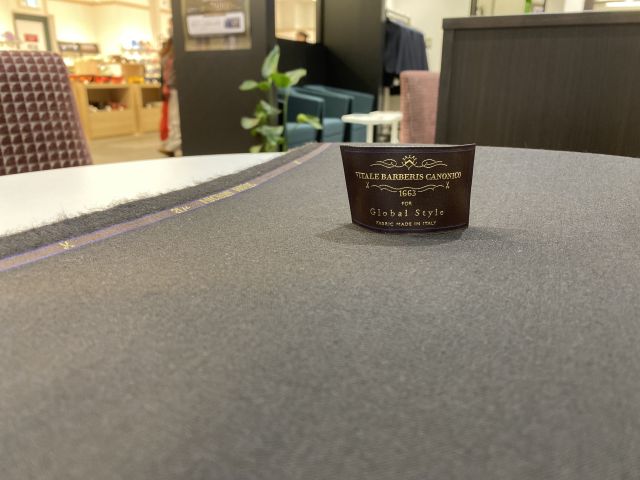 VITALE BARBERIS CANONICO
1663
FOR
Global Style
FABRIC MADE IN ITALY